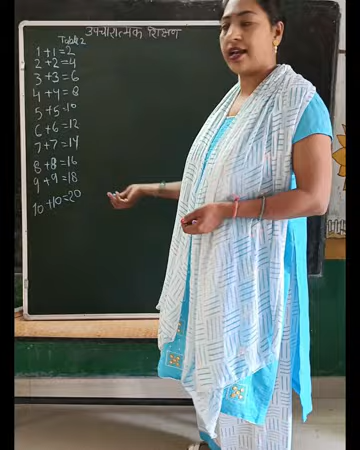 उपचारात्मक शिक्षण
Table 2
1 + 1 = 2
2 + 2 = 4
3 + 3 = 6
4 + 4 = 8
5 + 5 = 10
6 + 6 = 12
7 + 7 = 14
8 + 8 = 16
9 + 9 = 18
10 + 10 = 20